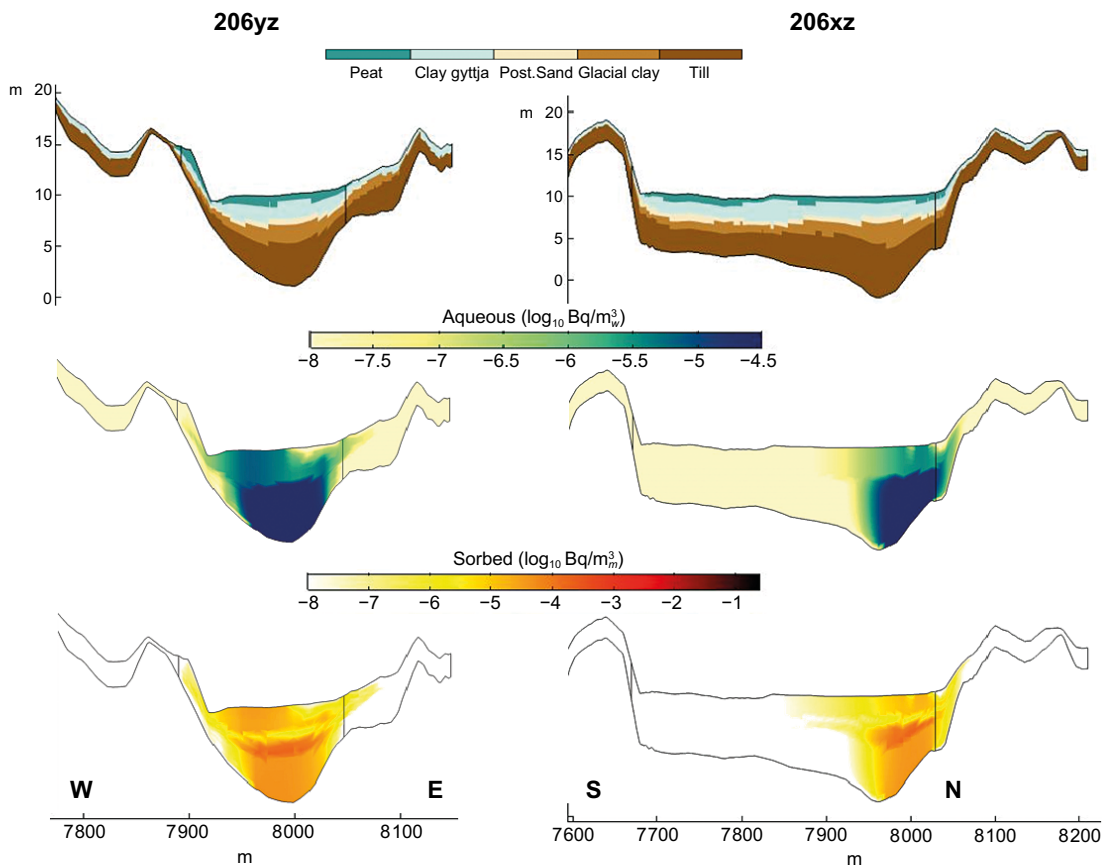 206yz 206xz
Peat Clay gyttja Post.Sand Glacial clay Till
m 20
15
10
5
0
m 20
15
10
5
0
Aqueous (log10 Bq/m3w)
−8 −7.5 −7 −6.5 −6 −5.5 −5 −4.5
Sorbed (log10 Bq/m3m)
−8 −7 −6 −5 −4 −3 −2 −1
W E S N
7800 7900 8000 8100
m
7600 7700 7800 7900 8000 8100 8200
m